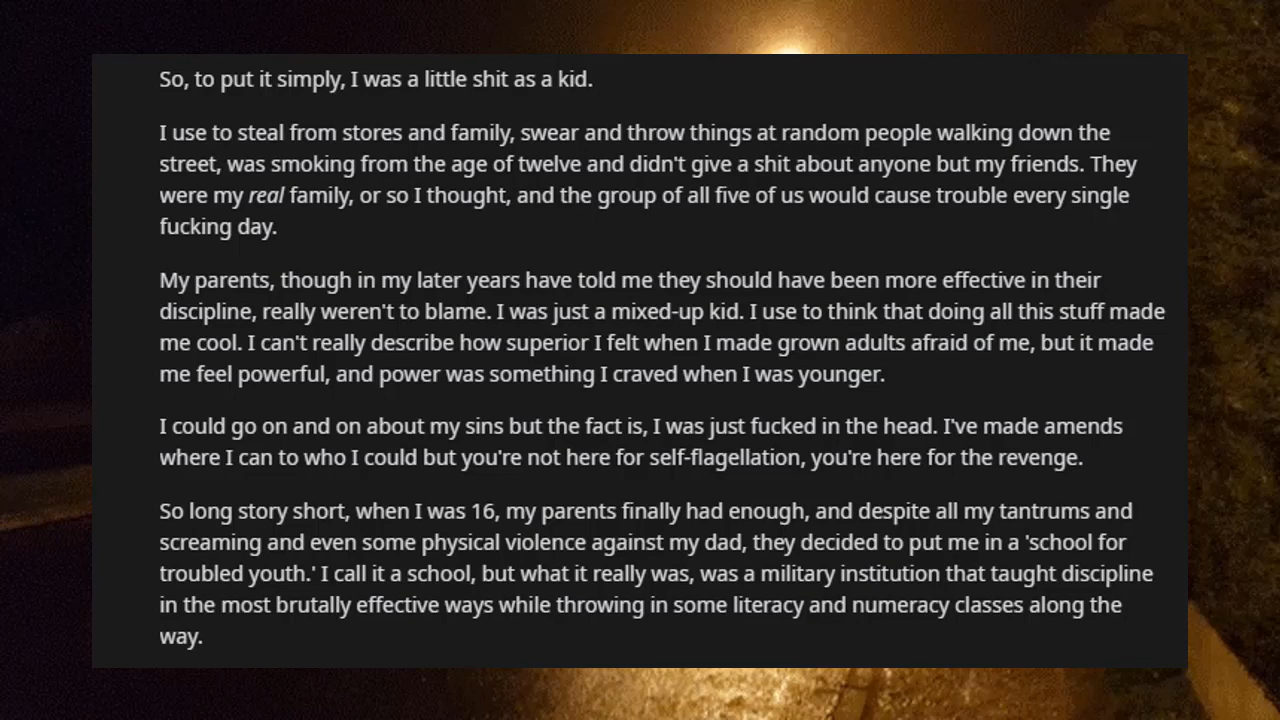 So, to put it simply, I was a little shit as a kid.
I use to steal from stores and family, swear and throw things at random people walking down the
street, was smoking from the age of twelve and didn't give a shit about anyone but my friends. They
were my real family, or so I thought, and the group of all five of us would cause trouble every single
fucking day.
My parents, though in my later years have told me they should have been more effective in their
discipline, really weren't to blame. I was just a mixed-up kid. I use to think that doing all this stuff made
me cool. I can't really describe how superior I felt when I made grown adults afraid of me, but it made
me feel powerful, and power was something I craved when I was younger.
I could go on and on about my sins but the fact is, I was just fucked in the head. I've made amends
where I can to who I could but you're not here for self-flagellation, you're here for the revenge.
So long story short, when I was 16, my parents finally had enough, and despite all my tantrums and
screaming and even some physical violence against my dad, they decided to put me in a 'school for
troubled youth.' I call it a school, but what it really was, was a military institution that taught discipline
in the most brutally effective ways while throwing in some literacy and numeracy classes along the
way.